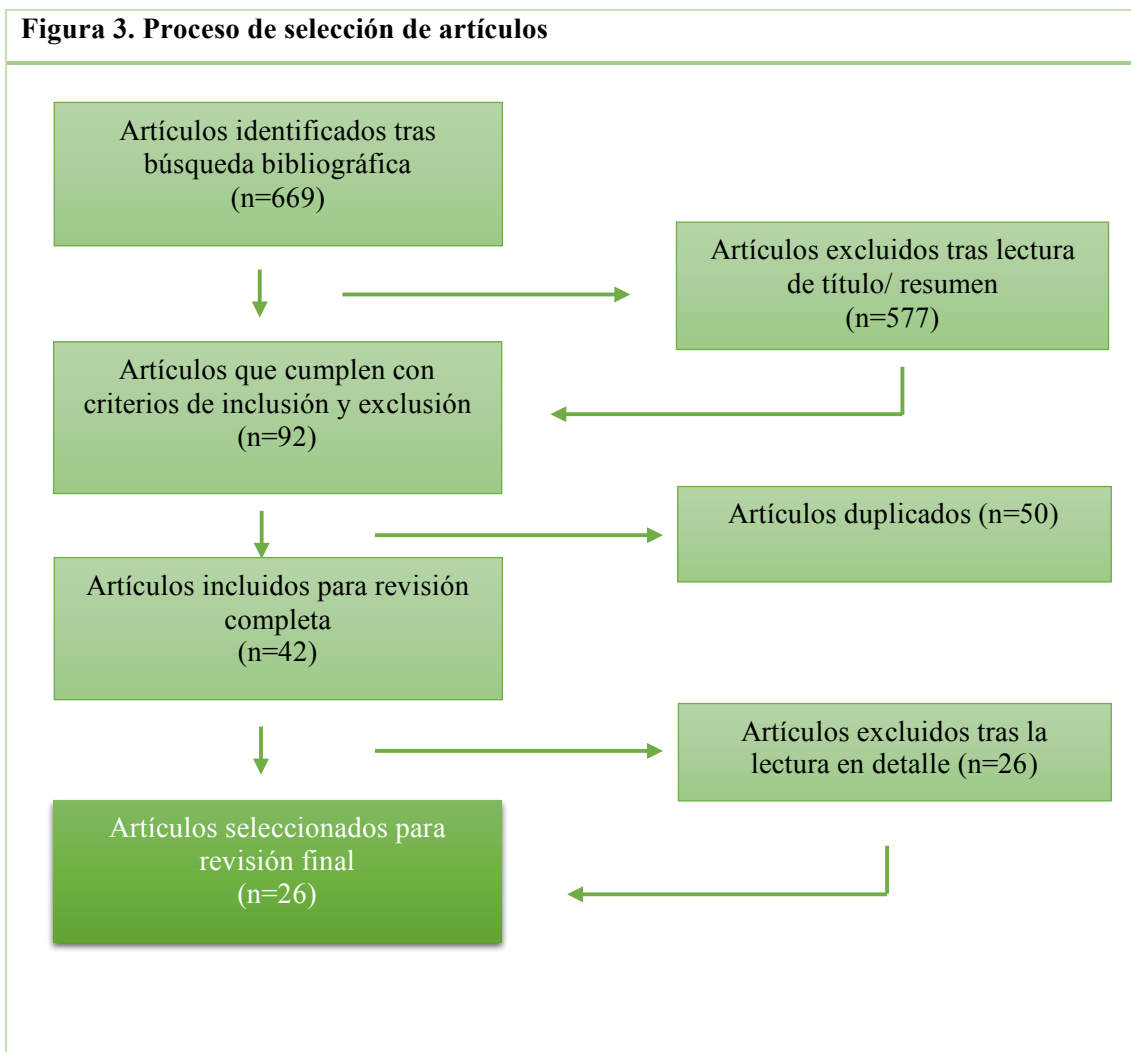 Figura 3. Proceso de selección de artículos
Artículos identificados tras
búsqueda bibliográfica
(n=669)
Artículos excluidos tras lectura
de título/ resumen
(n=577)
Artículos que cumplen con
criterios de inclusión y exclusión
(n=92)
Artículos duplicados (n=50)
Artículos incluidos para revisión
completa
(n=42)
Artículos excluidos tras la
lectura en detalle (n=26)
Artículos seleccionados para
revisión final
(n=26)